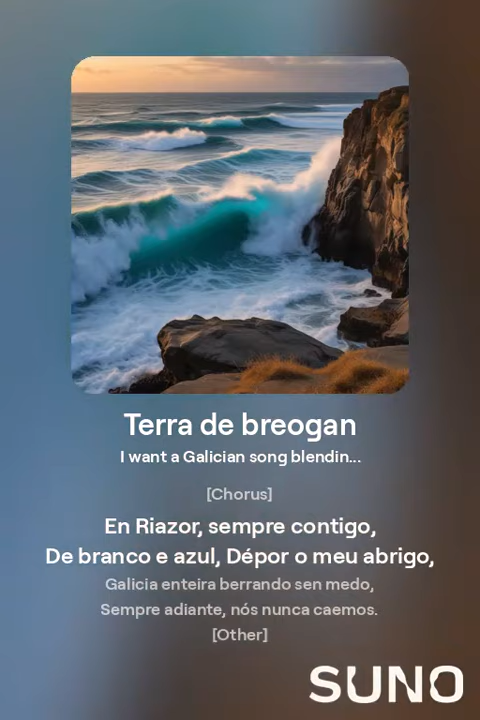 Terra de breogan
I want a Galician song blendin...
[Chorus]
En Riazor, sempre contigo,
De branco e azul, Dépor o meu abrigo,
Galicia enteira berrando sen medo,
Sempre adiante, nós nunca caemos.
[Other]
SUNO